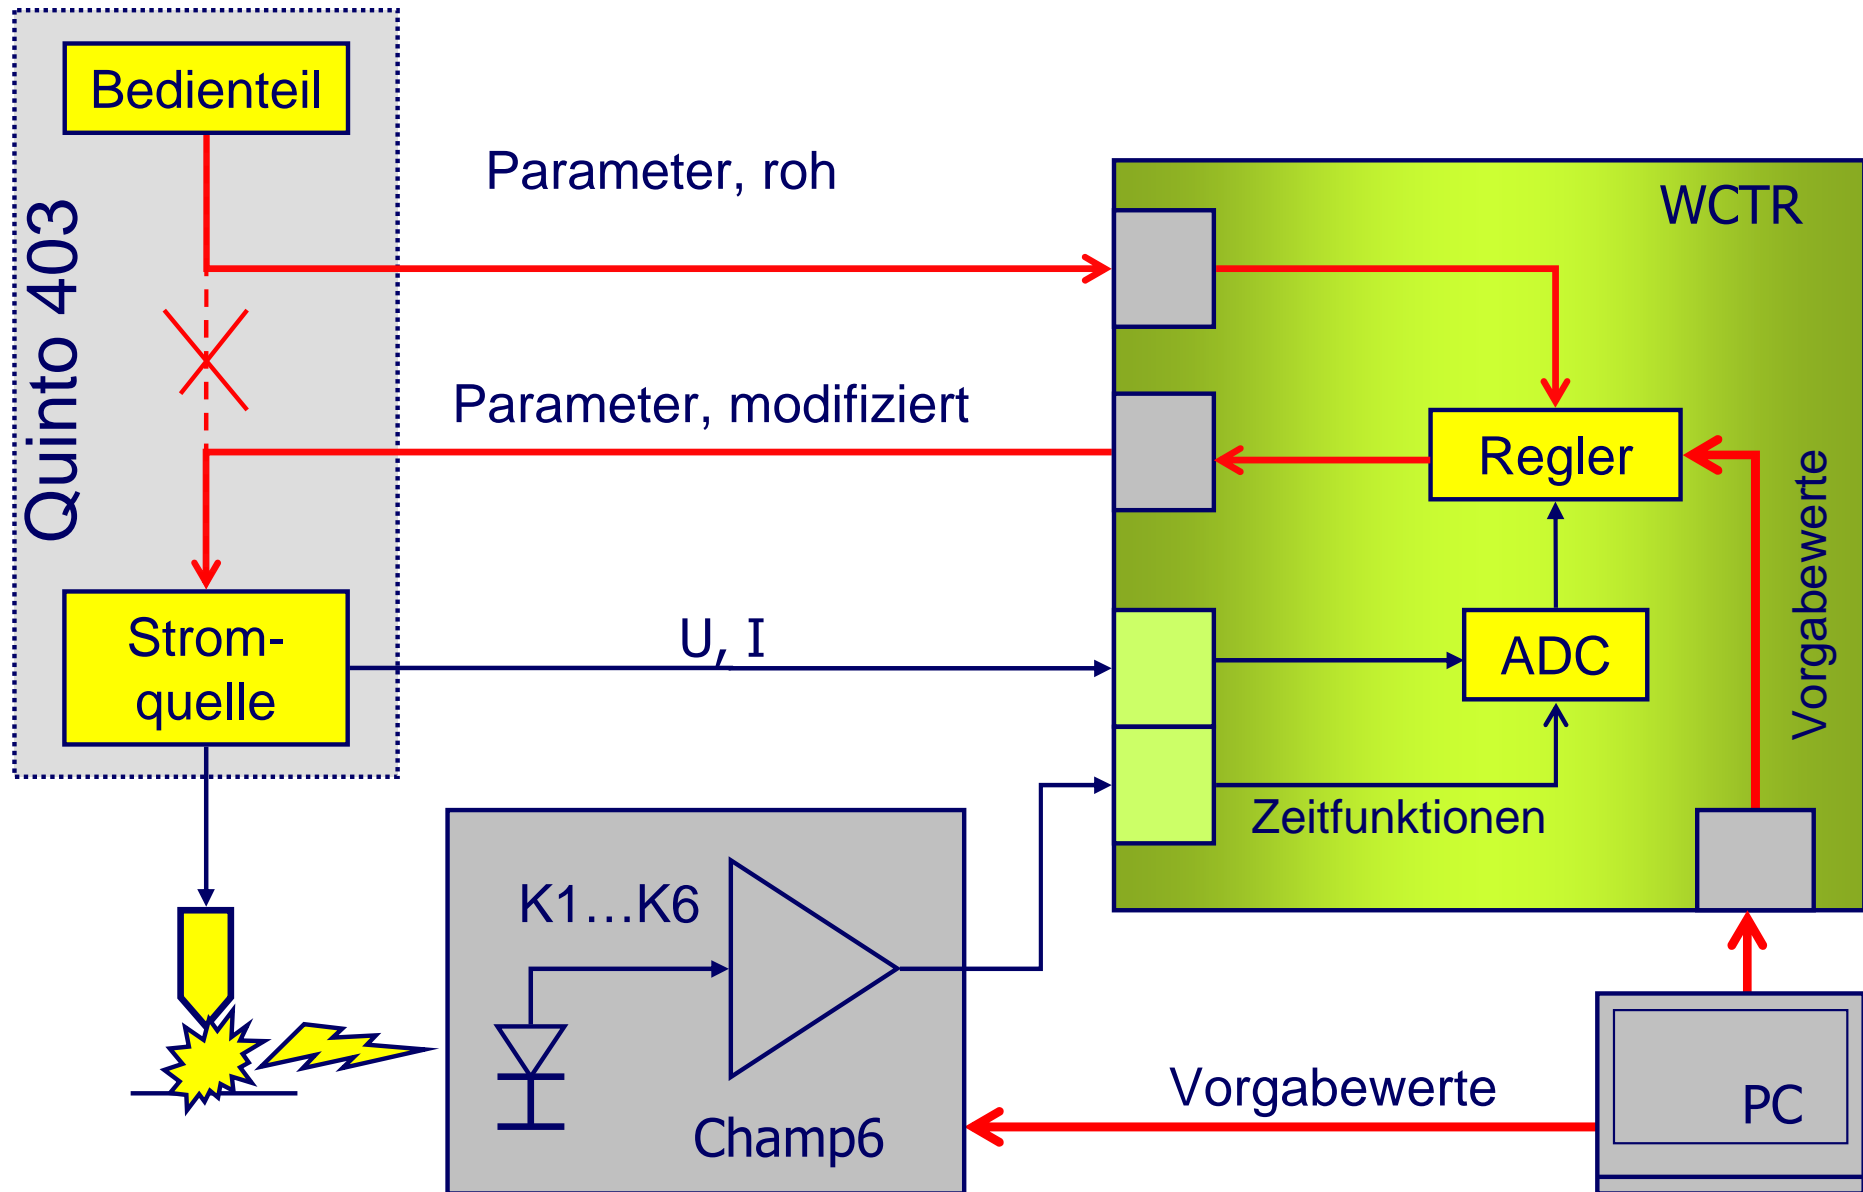 Bedienteil
Quinto 403
Parameter, roh
WCTR
Parameter, modifiziert
Regler
Vorgabewerte
Strom-
quelle
U, I
ADC
Zeitfunktionen
K1…K6
Champ6
Vorgabewerte
PC